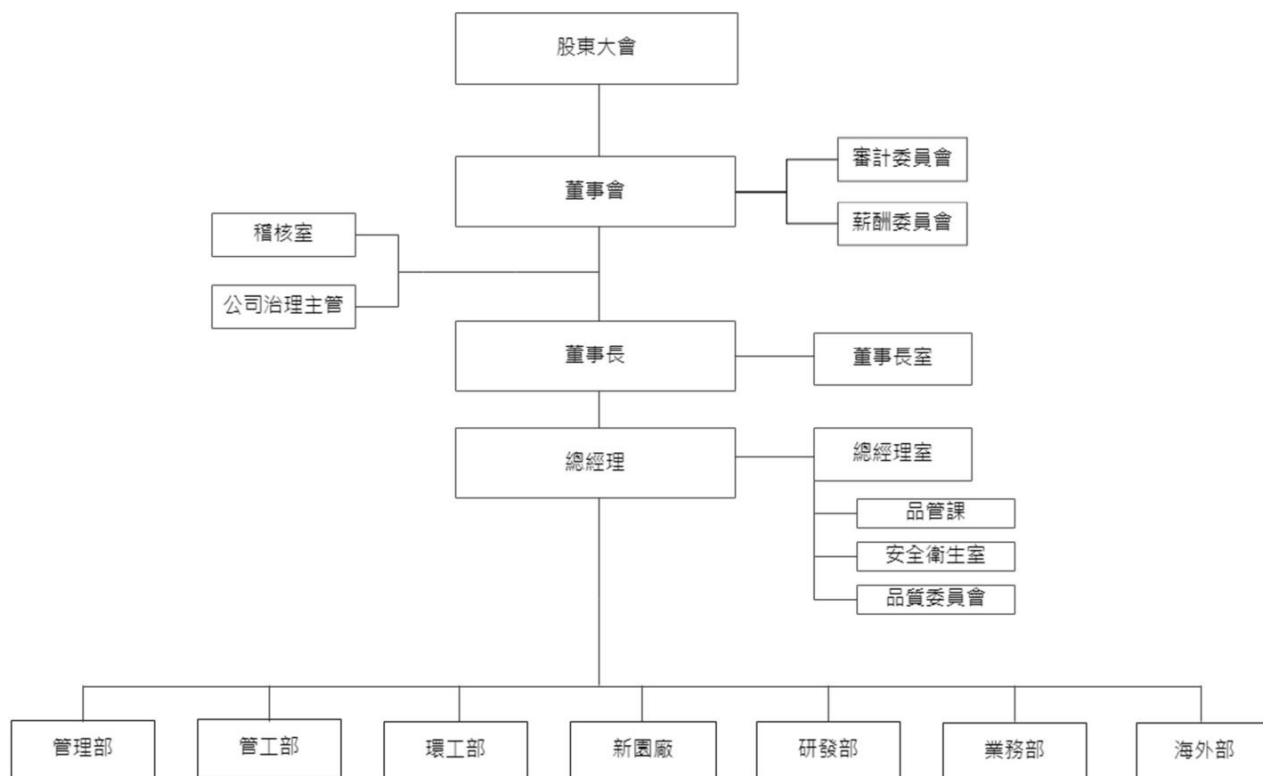 股東大會
董事會
審計委員會
薪酬委員會
稽核室
公司治理主管
董事長
董事長室
總經理
總經理室
品管課
安全衛生室
品質委員會
管理部
管工部
環工部
新園廠
研發部
業務部
海外部